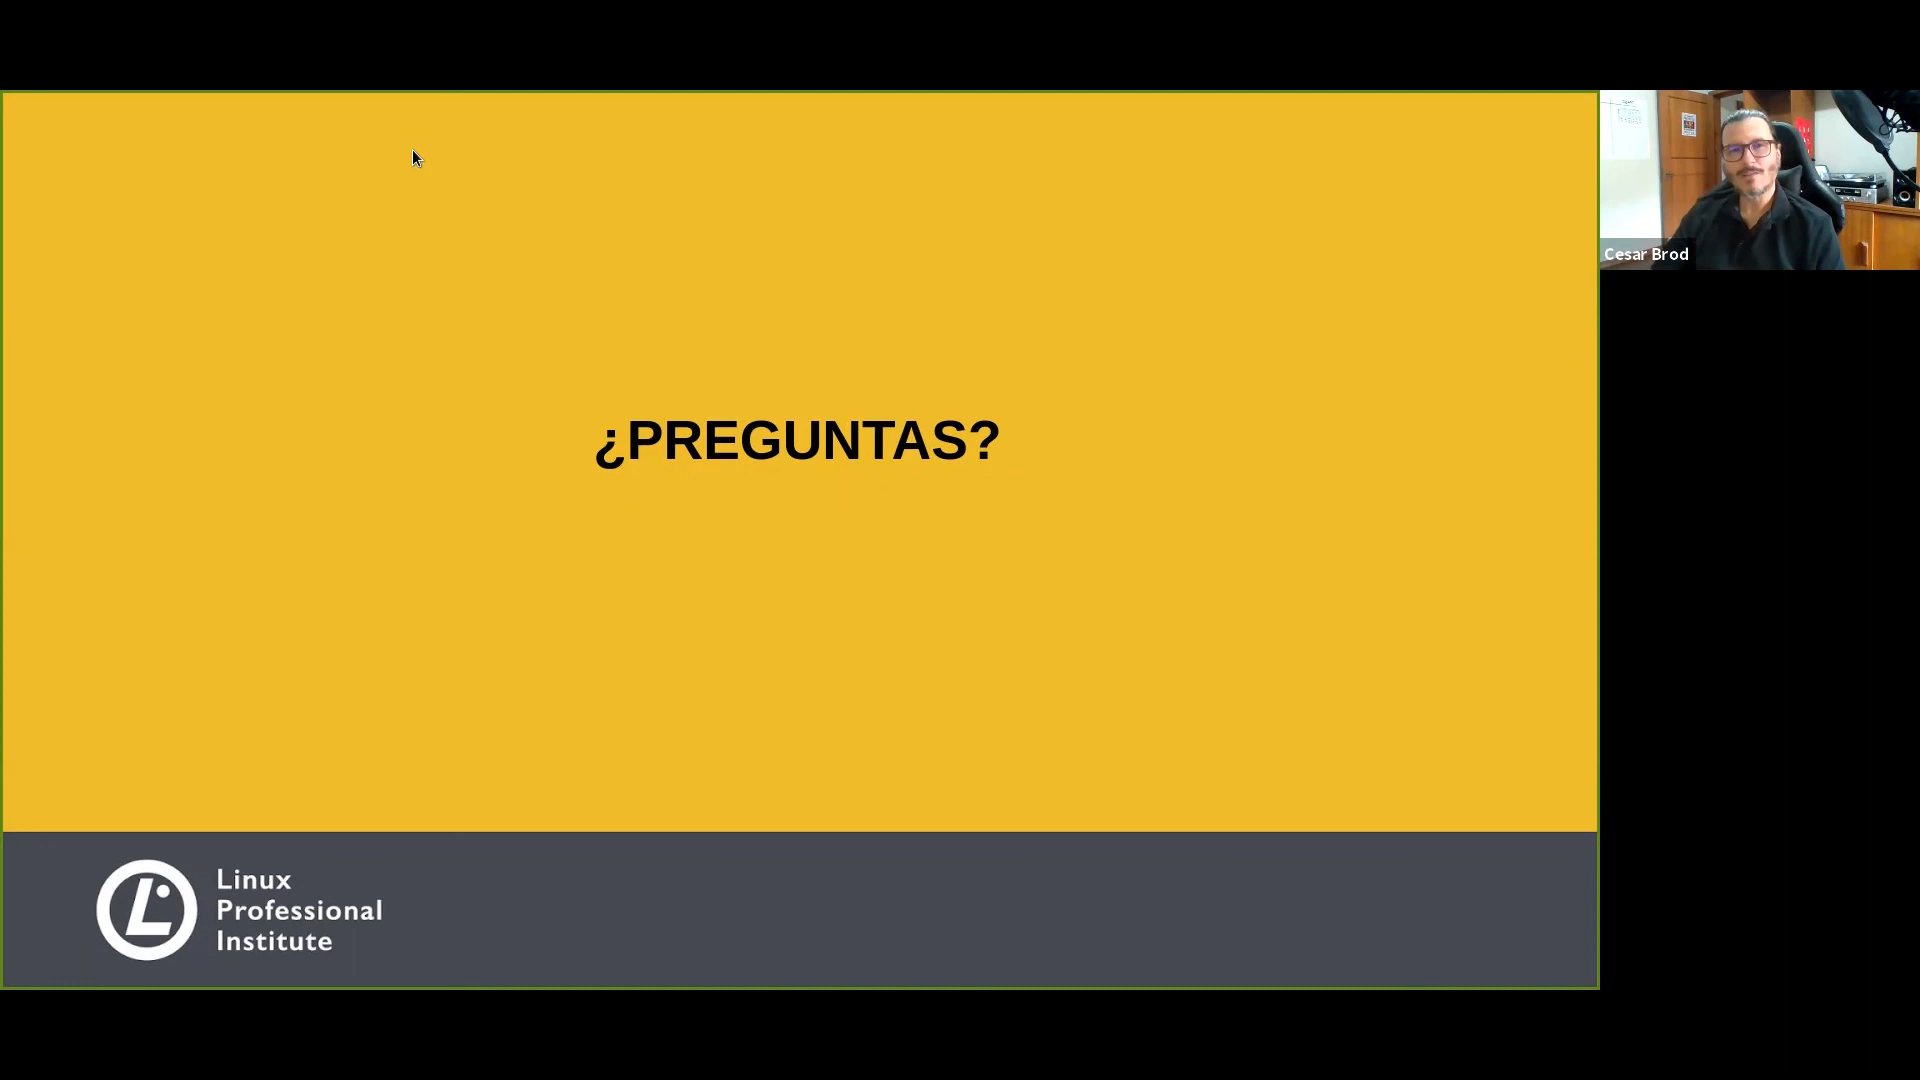 ¿PREGUNTAS?
Cesar Brod
Linux
Professional
Institute